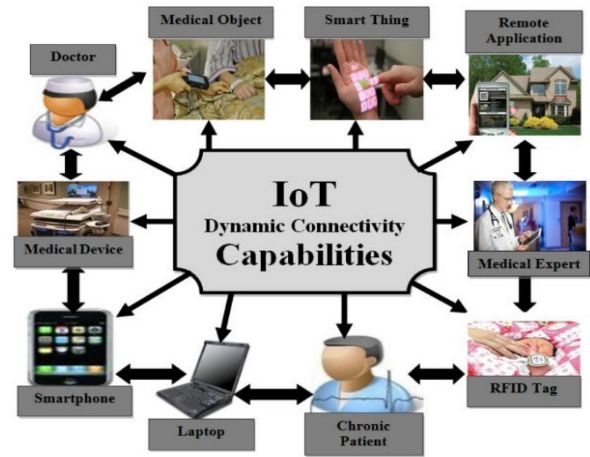 Medical Object
Smart Thing
Remote
Application
Doctor
IoT
Dynamic Connectivity
Capabilities
Medical Device
Medical Expert
Smartphone
Laptop
Chronic
Patient
RFID Tag